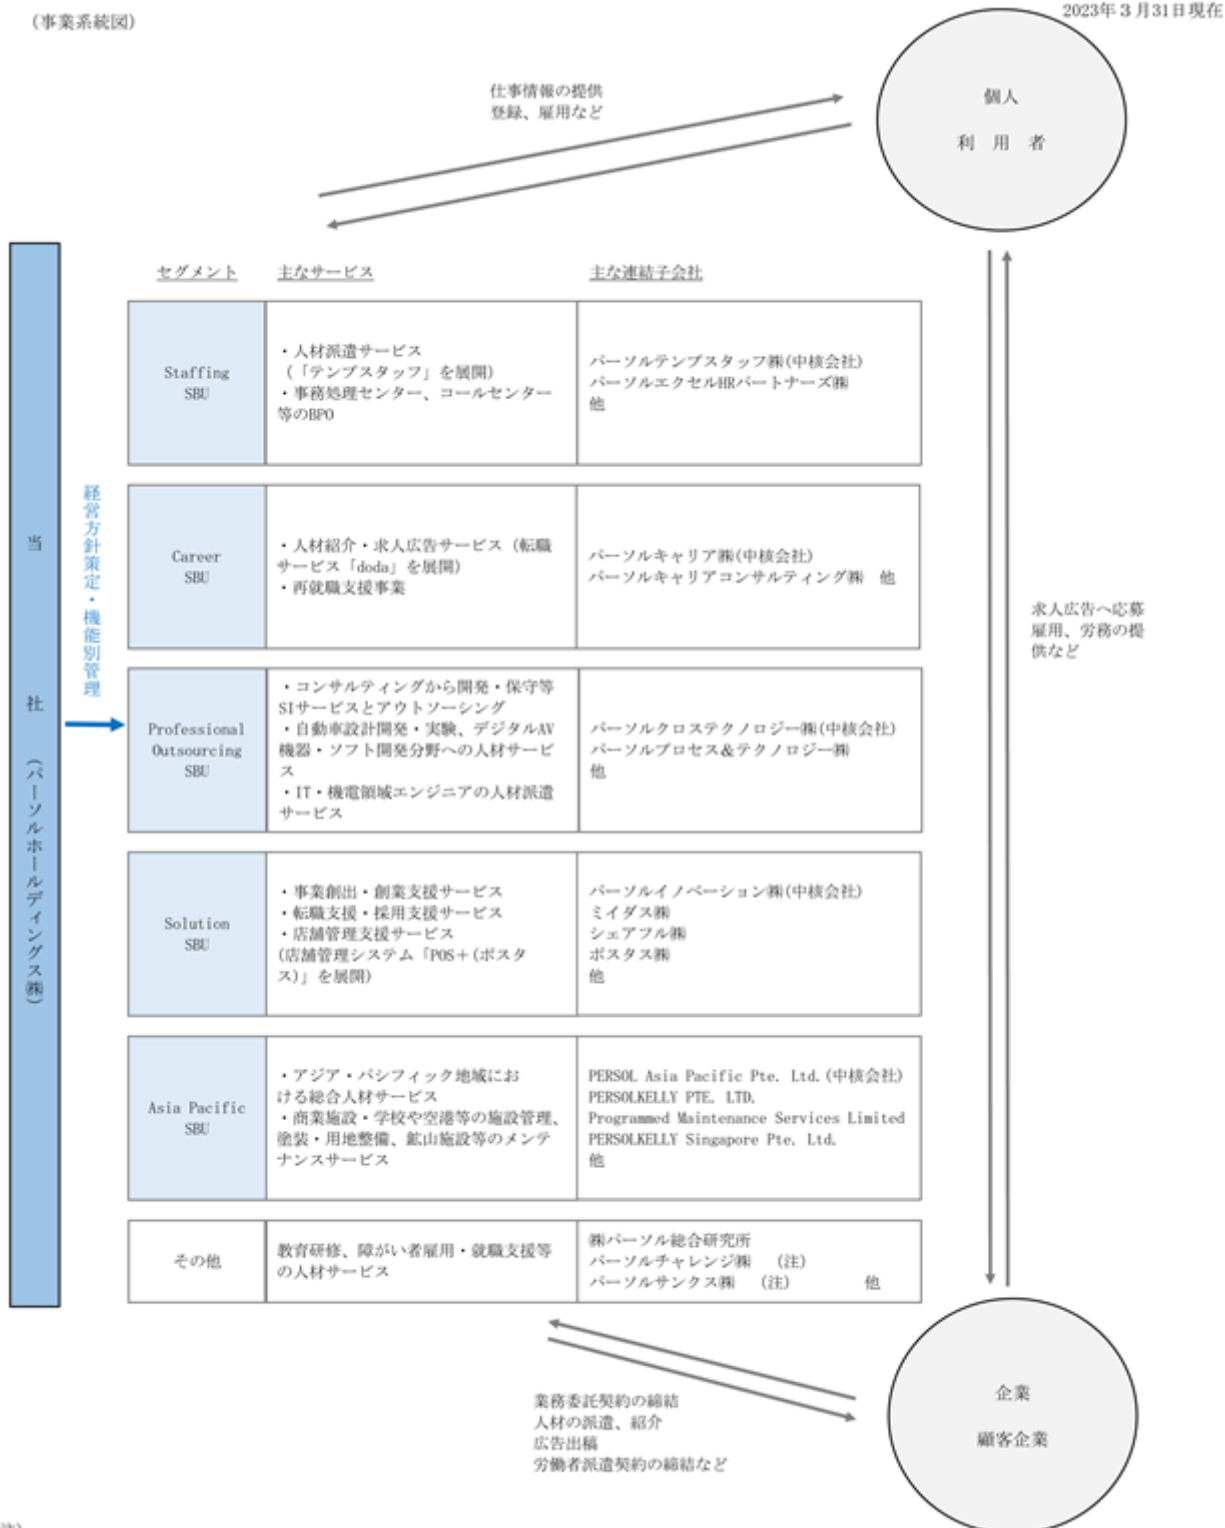 (事業系統図)
2023年３月31日現在
個人
利　用　者
仕事情報の提供
登録、雇用など
セグメント
主なサービス
主な連結子会社
当　社　(パーソルホールディングス㈱)
経営方針策定・機能別管理
Staffing
SBU
・人材派遣サービス
(「テンプスタッフ」を展開)
・事務処理センター、コールセンター
等のBPO
パーソルテンプスタッフ㈱(中核会社)
パーソルエクセルHRパートナーズ㈱
他
Career
SBU
・人材紹介・求人広告サービス (転職
サービス「doda」を展開)
・再就職支援事業
パーソルキャリア㈱(中核会社)
パーソルキャリアコンサルティング㈱　他
求人広告へ応募
雇用、労務の提
供など
Professional
Outsourcing
SBU
・コンサルティングから開発・保守等
SIサービスとアウトソーシング
・自動車設計開発・実験、デジタルAV
機器・ソフト開発分野への人材サービ
ス
・IT・機電領域エンジニアの人材派遣
サービス
パーソルクロステクノロジー㈱(中核会社)
パーソルプロセス＆テクノロジー㈱
他
Solution
SBU
・事業創出・創業支援サービス
・転職支援・採用支援サービス
・店舗管理支援サービス
(店舗管理システム「POS＋(ポスタ
ス)」を展開)
パーソルイノベーション㈱(中核会社)
ミイダス㈱
シェアフル㈱
ポスタス㈱
他
Asia Pacific
SBU
・アジア・パシフィック地域にお
ける総合人材サービス
・商業施設・学校や空港等の施設管理、
塗装・用地整備、鉱山施設等のメンテ
ナンスサービス
PERSOL Asia Pacific Pte. Ltd.(中核会社)
PERSOLKELLY PTE. LTD.
Programmed Maintenance Services Limited
PERSOLKELLY Singapore Pte. Ltd.
他
その他
教育研修、障がい者雇用・就職支援等
の人材サービス
㈱パーソル総合研究所
パーソルチャレンジ㈱　(注)
パーソルサンクス㈱　(注)　　　　他
業務委託契約の締結
人材の派遣、紹介
広告出稿
労働者派遣契約の締結など
企業
顧客企業